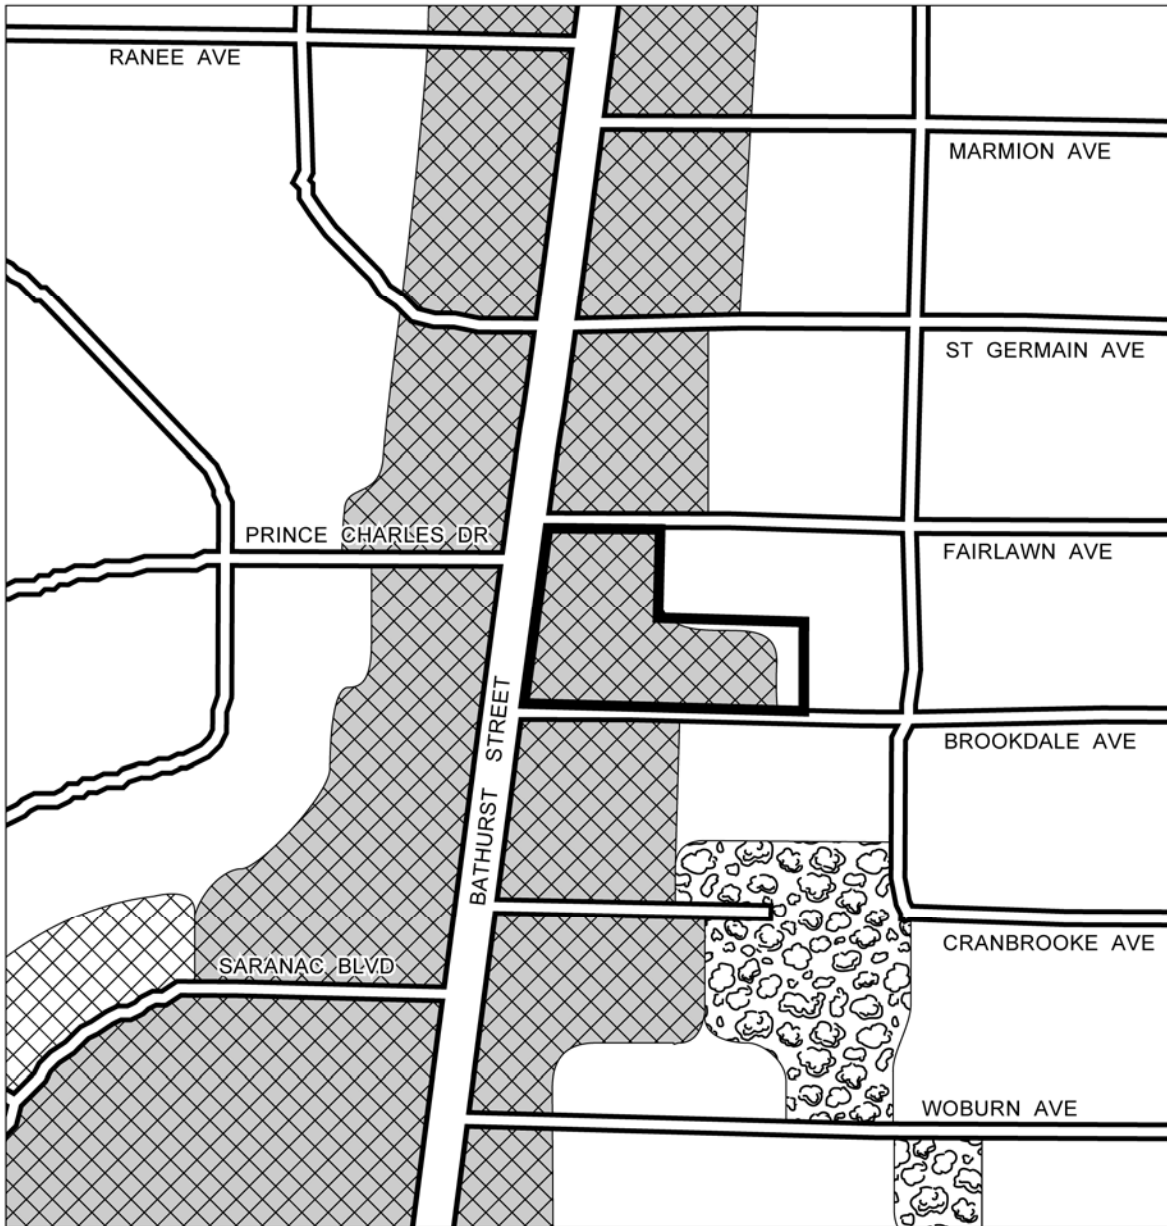 RANEE AVE
MARMION AVE
ST GERMAIN AVE
PRINCE CHARLES DR
FAIRLAWN AVE
BATHURST STREET
BROOKDALE AVE
CRANBROOKE AVE
SARANAC BLVD
WOBURN AVE